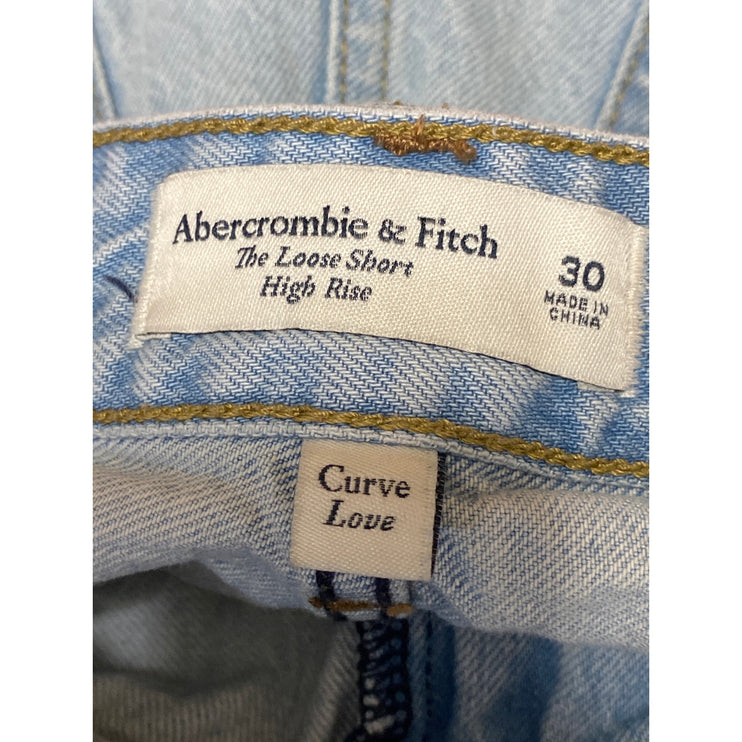 Abercrombie & Fitch
The Loose Short
High Rise
30
MADE IN
CHINA
Curve
Love